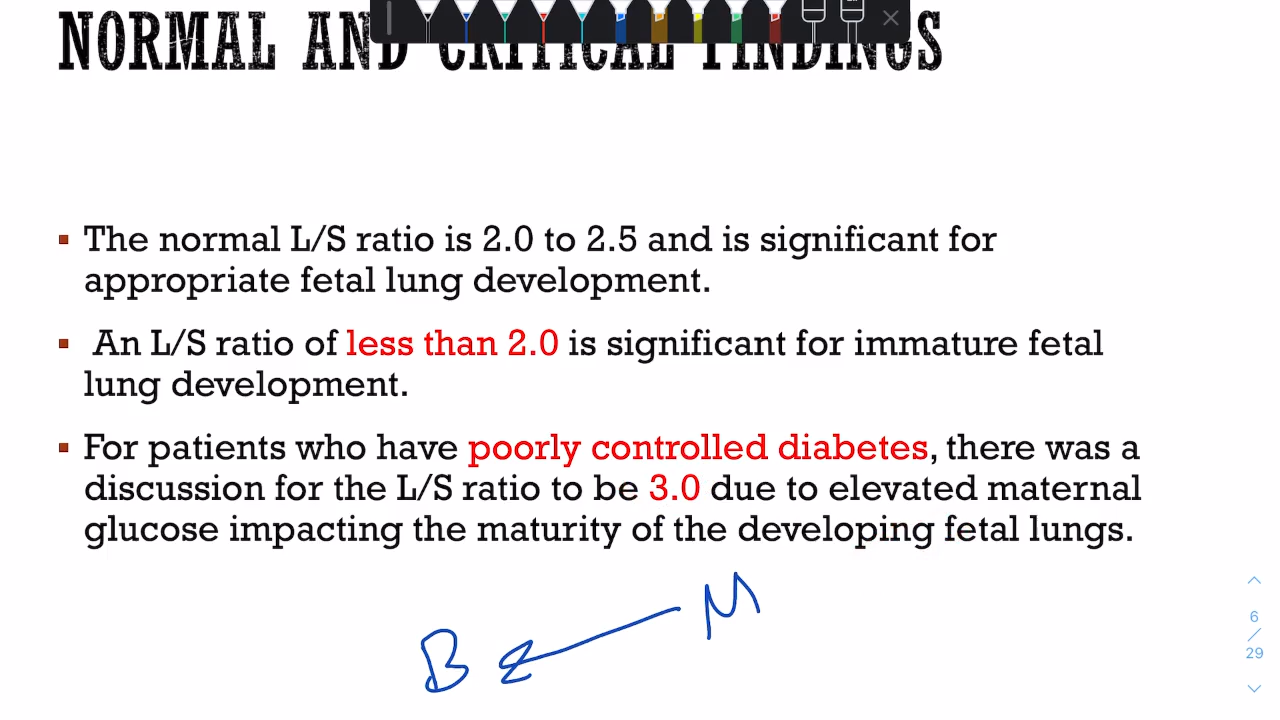 NORMAL AND CRITICAL FINDINGS
▪ The normal L/S ratio is 2.0 to 2.5 and is significant for
appropriate fetal lung development.
▪ An L/S ratio of less than 2.0 is significant for immature fetal
lung development.
▪ For patients who have poorly controlled diabetes, there was a
discussion for the L/S ratio to be 3.0 due to elevated maternal
glucose impacting the maturity of the developing fetal lungs.
M
B
6
/
29